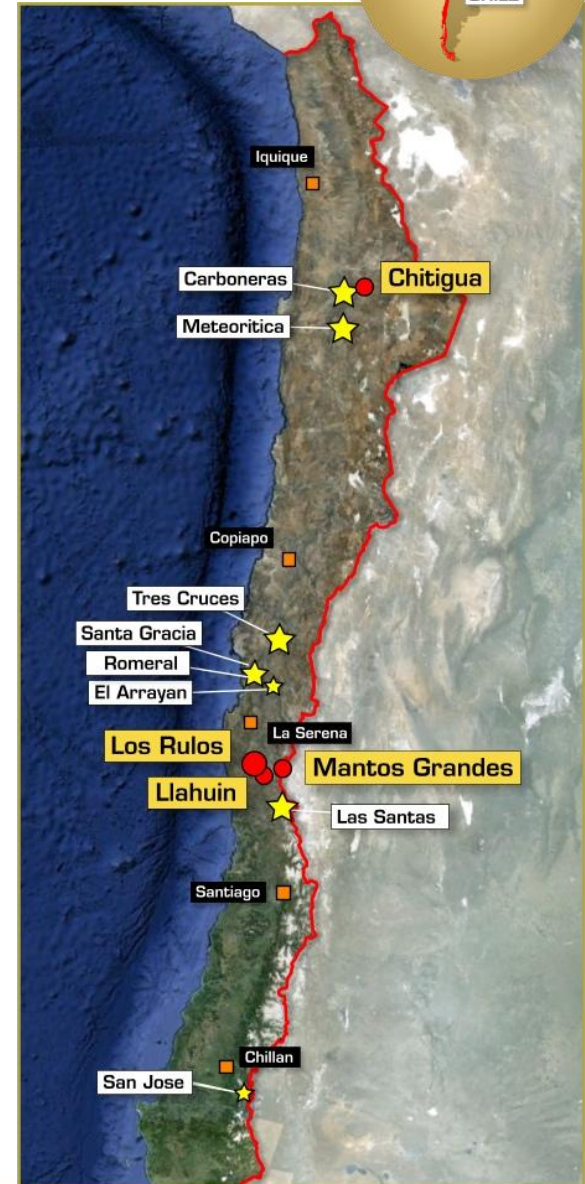 CHILE
Iquique
Carboneras
Chitigua
Meteoritica
Copiapo
Tres Cruces
Santa Gracia
Romeral
El Arrayan
La Serena
Los Rulos
Mantos Grandes
Llahuin
Las Santas
Santiago
Chillan
San Jose